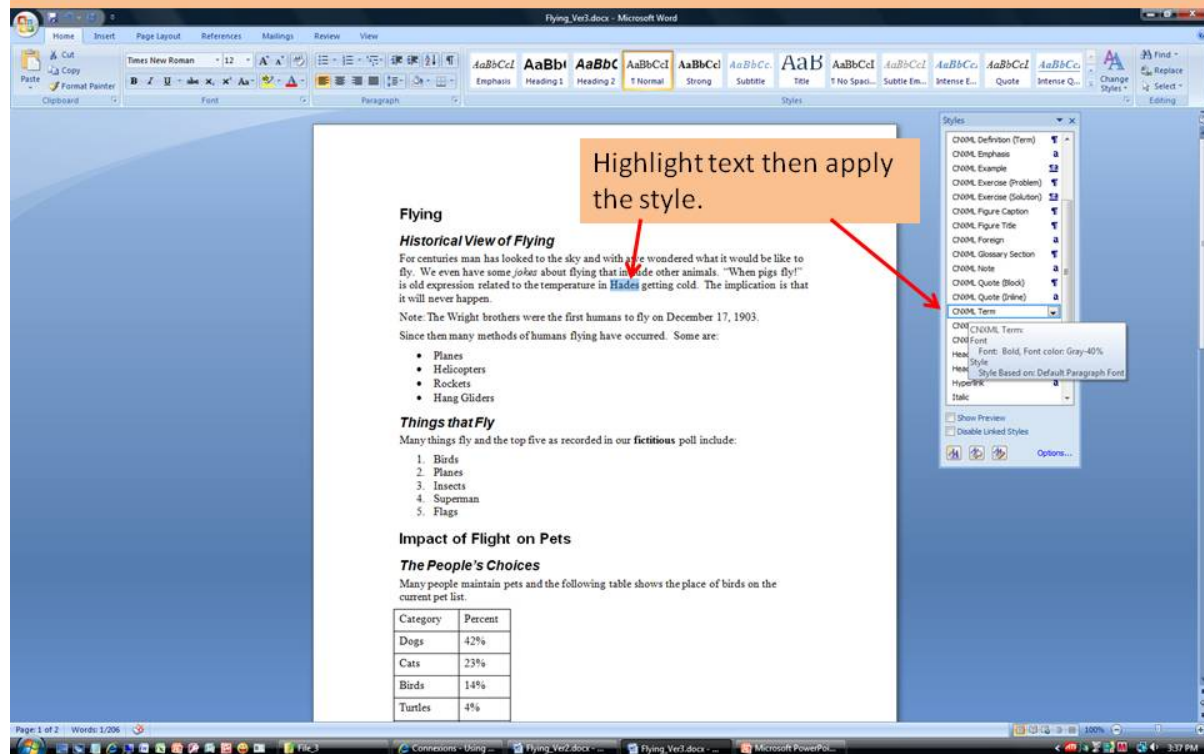 Flying_Ver3.docx - Microsoft Word
Home Insert Page Layout References Mailings Review View
Cut
Copy
Format Painter
Paste
Times New Roman 12
Find
Replace
Select
Change Styles
AaBbCcL AaBbC AaBbC AaBbCcI AaBbCcI AaBbCc. AaB AaBbCcI AaBbCcL AaBbCc. AaBbCcI AaBbCc.
Emphasis Heading 1 Heading 2 ¶ Normal Strong Subtitle Title ¶ No Spaci... Subtle Em... Intense E... Quote Intense Q...
Clipboard Font Paragraph Styles Editing
Highlight text then apply
the style.
Flying
Historical View of Flying
For centuries man has looked to the sky and with wondered what it would be like to
fly. We even have some jokes about flying that other animals. “When pigs fly!”
is old expression related to the temperature in Hades getting cold. The implication is that
it will never happen.
Note: The Wright brothers were the first humans to fly on December 17, 1903.
Since then many methods of humans flying have occurred. Some are:
• Planes
• Helicopters
• Rockets
• Hang Gliders
Things that Fly
Many things fly and the top five as recorded in our fictitious poll include:
1. Birds
2. Planes
3. Insects
4. Superman
5. Flags
Impact of Flight on Pets
The People’s Choices
Many people maintain pets and the following table shows the place of birds on the
current pet list.
Category Percent
Dogs 42%
Cats 23%
Birds 14%
Turtles 4%
Styles
CNXML Definition (Term)
CNXML Emphasis
CNXML Example
CNXML Exercise (Problem)
CNXML Exercise (Solution)
CNXML Figure Caption
CNXML Figure Title
CNXML Foreign
CNXML Glossary Section
CNXML Note
CNXML Quote (Block)
CNXML Quote (Inline)
CNXML Term
CNXML Term:
Font
Font: Bold, Font color: Gray-40%
Style
Style Based on: Default Paragraph Font
Hyperlink
Italic
Show Preview
Disable Linked Styles
Options...
Page: 1 of 2 Words: 1/206 100%
File_3 Connexions - Using ... Flying_Ver2.docx - ... Flying_Ver3.docx - ... Microsoft PowerPoi... 3:37 PM